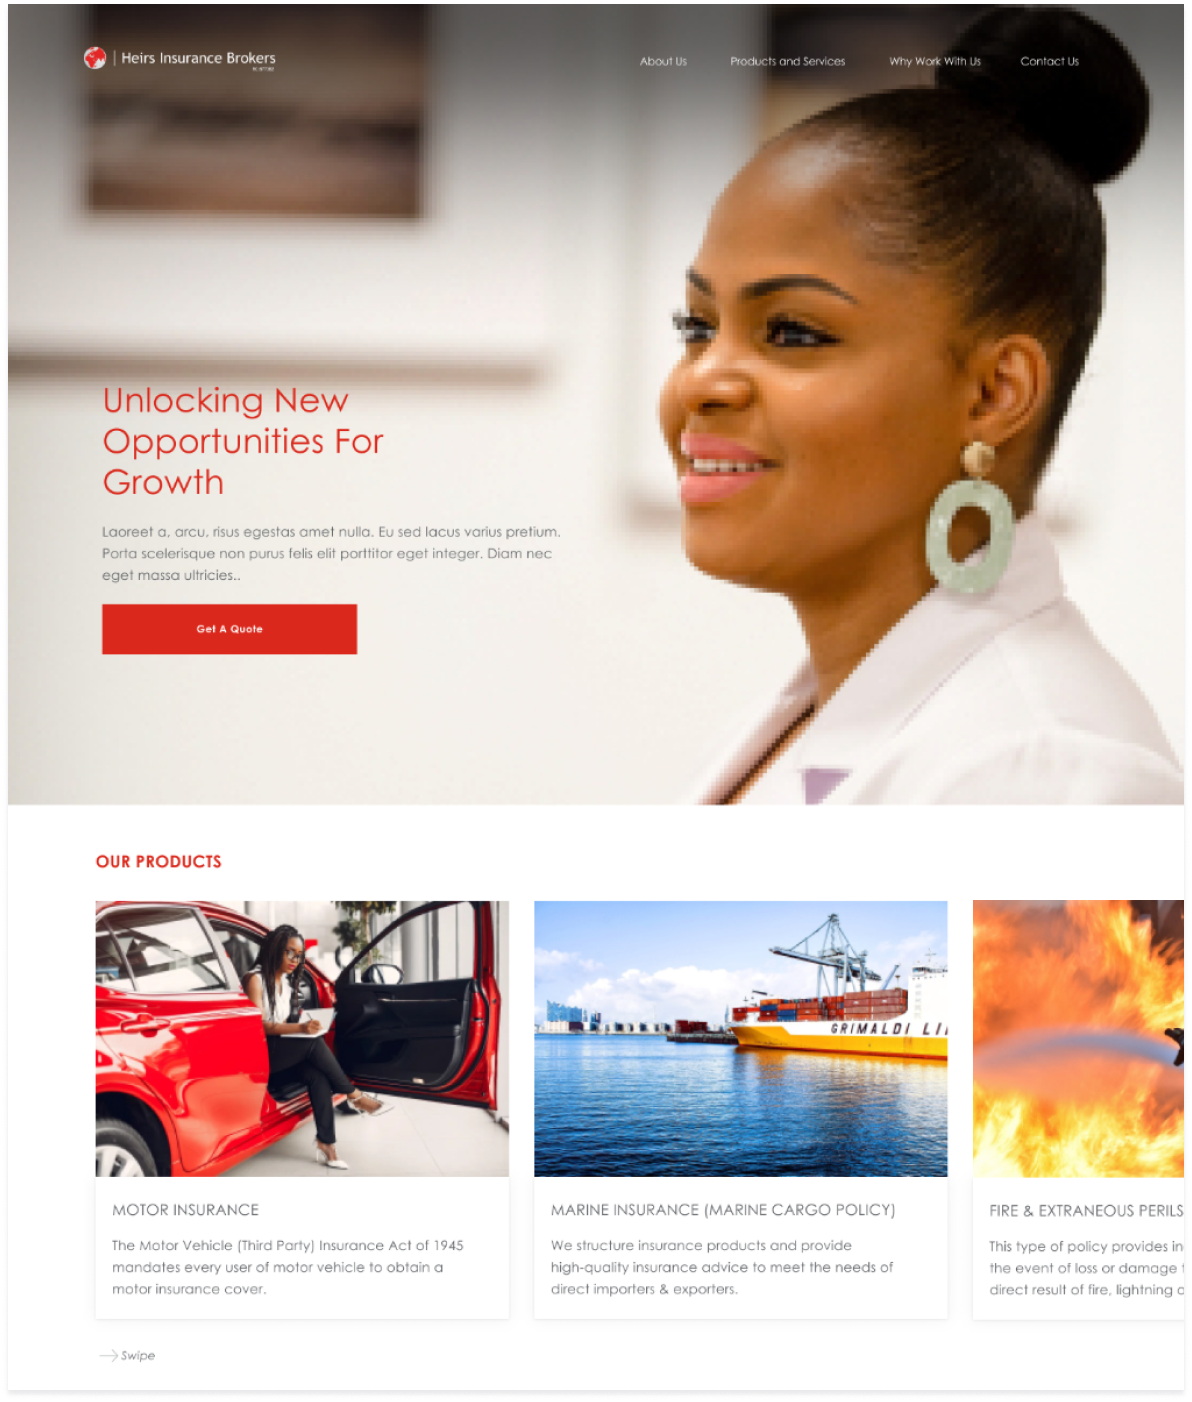 Heirs Insurance Brokers
About Us
Products and Services
Why Work With Us
Contact Us
Unlocking New
Opportunities For
Growth
Laoreet a, arcu, risus egestas amet nulla. Eu sed lacus varius pretium.
Porta scelerisque non purus felis elit porttitor eget integer. Diam nec
eget massa ultricies..
Get A Quote
OUR PRODUCTS
GRIMALDI
MOTOR INSURANCE
The Motor Vehicle (Third Party) Insurance Act of 1945
mandates every user of motor vehicle to obtain a
motor insurance cover.
MARINE INSURANCE (MARINE CARGO POLICY)
We structure insurance products and provide
high-quality insurance advice to meet the needs of
direct importers & exporters.
FIRE & EXTRANEOUS PERILS
This type of policy provides in
the event of loss or damage
direct result of fire, lightning
Swipe